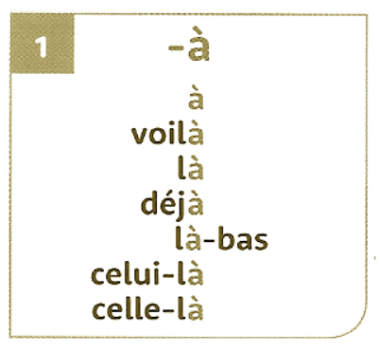 1
-à
à
voilà
là
déjà
là-bas
celui-là
celle-là